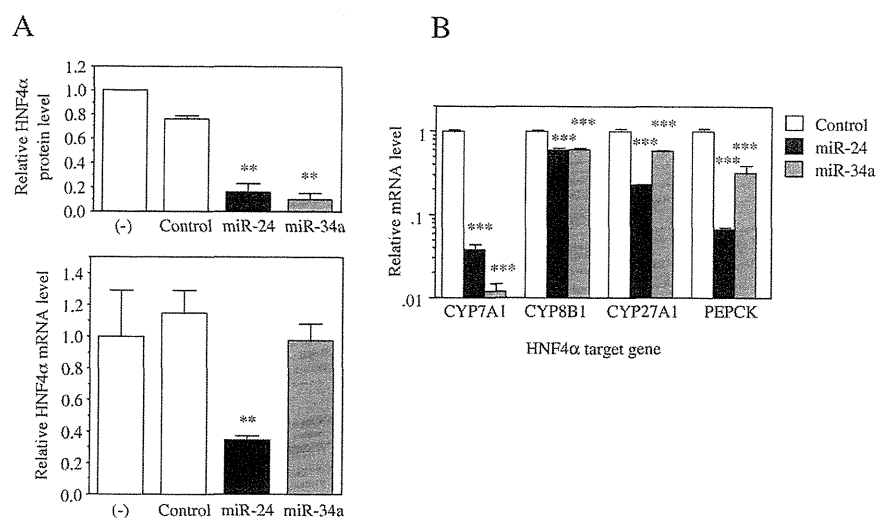 A
Relative HNF4α
protein level
1.2
1.0
0.8
0.6
0.4
0.2
0.0
**
**
(-) Control miR-24 miR-34a
Relative HNF4α mRNA level
1.6
1.4
1.2
1.0
0.8
0.6
0.4
0.2
0.0
**
(-) Control miR-24 miR-34a
B
Relative mRNA level
1
.1
.01
***
***
***
***
***
***
***
***
CYP7A1 CYP8B1 CYP27A1 PEPCK
HNF4α target gene
Control
miR-24
miR-34a